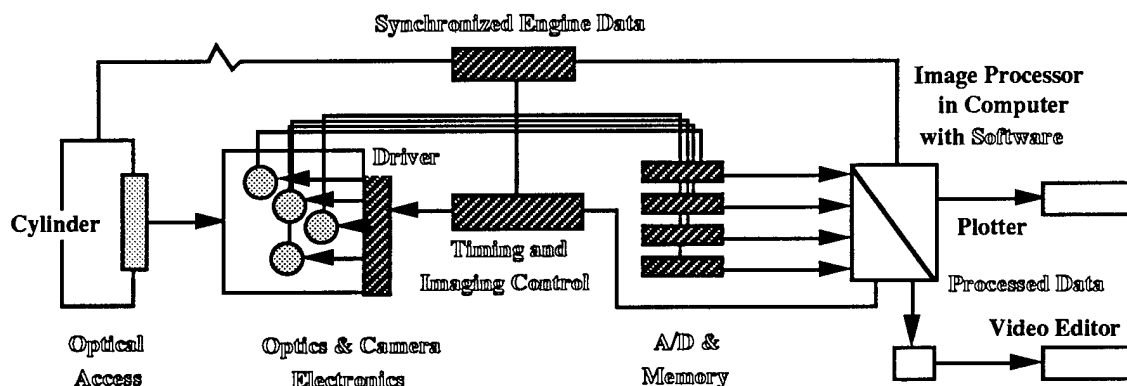 Synchronized Engine Data
Image Processor
in Computer
with Software
Driver
Cylinder
Timing and
Imaging Control
Plotter
Processed Data
Video Editor
Optical
Access
Optics & Camera
Electronics
A/D &
Memory